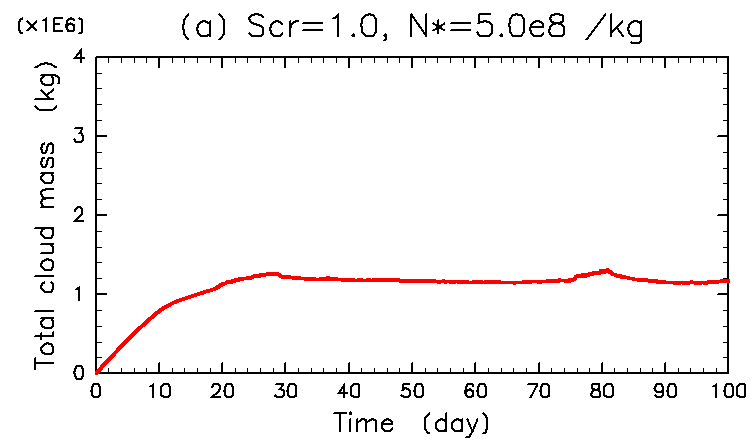 (×1E6)
(a) Scr=1.0, N*=5.0e8 /kg
4
3
2
1
0
Total cloud mass (kg)
0 10 20 30 40 50 60 70 80 90 100
Time (day)